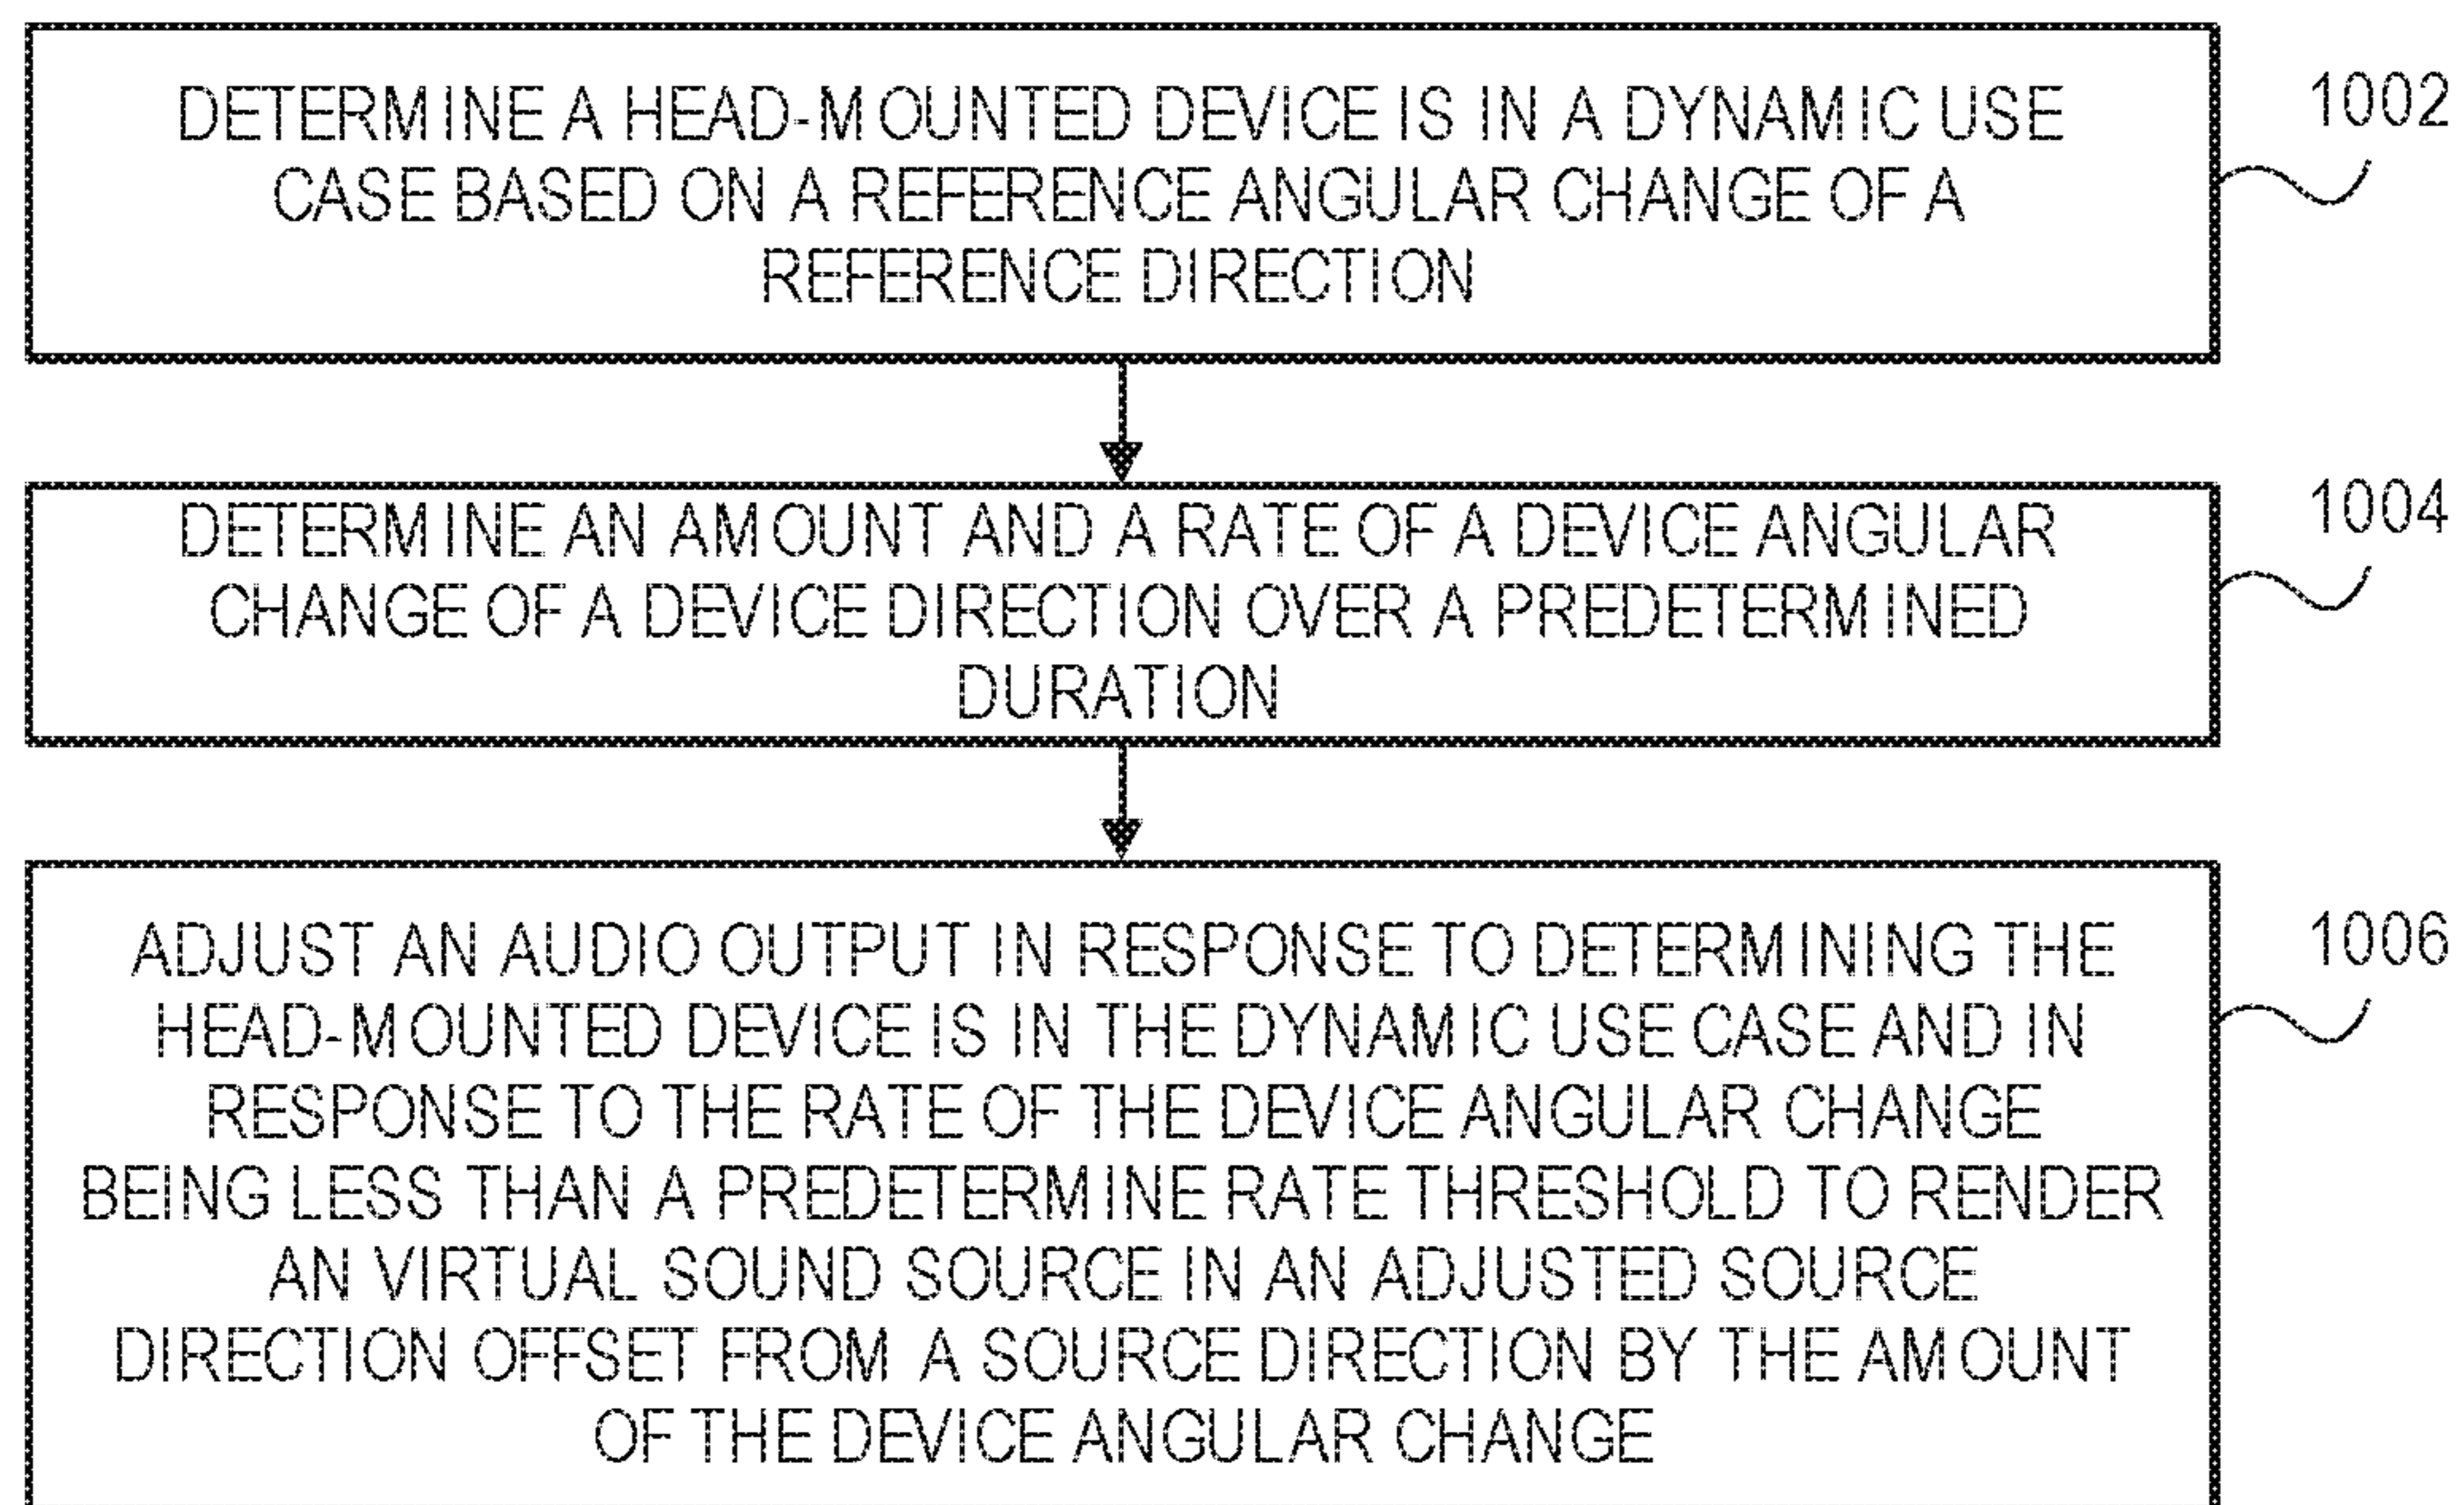 DETERMINE A HEAD-MOUNTED DEVICE IS IN A DYNAMIC USE
CASE BASED ON A REFERENCE ANGULAR CHANGE OF A
REFERENCE DIRECTION
1002
DETERMINE AN AMOUNT AND A RATE OF A DEVICE ANGULAR
CHANGE OF A DEVICE DIRECTION OVER A PREDETERMINED
DURATION
1004
ADJUST AN AUDIO OUTPUT IN RESPONSE TO DETERMINING THE
HEAD-MOUNTED DEVICE IS IN THE DYNAMIC USE CASE AND IN
RESPONSE TO THE RATE OF THE DEVICE ANGULAR CHANGE
BEING LESS THAN A PREDETERMINE RATE THRESHOLD TO RENDER
AN VIRTUAL SOUND SOURCE IN AN ADJUSTED SOURCE
DIRECTION OFFSET FROM A SOURCE DIRECTION BY THE AMOUNT
OF THE DEVICE ANGULAR CHANGE
1006